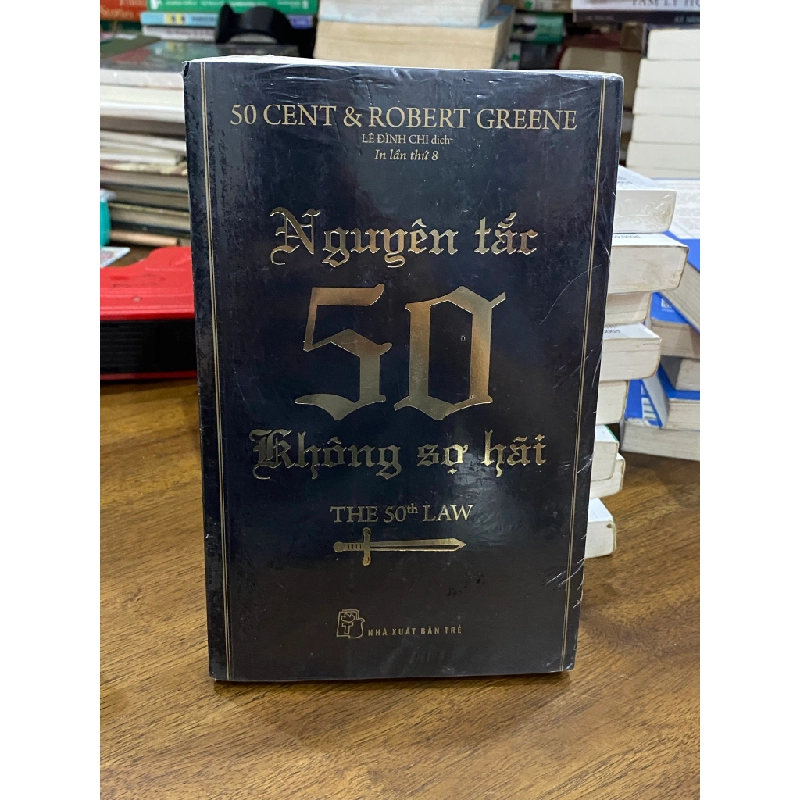 50 CENT & ROBERT GREENE
LÊ ĐÌNH CHI dịch
In lần thứ 8
Nguyên tắc
50
Không sợ hãi
THE 50th LAW
NHÀ XUẤT BẢN TRẺ